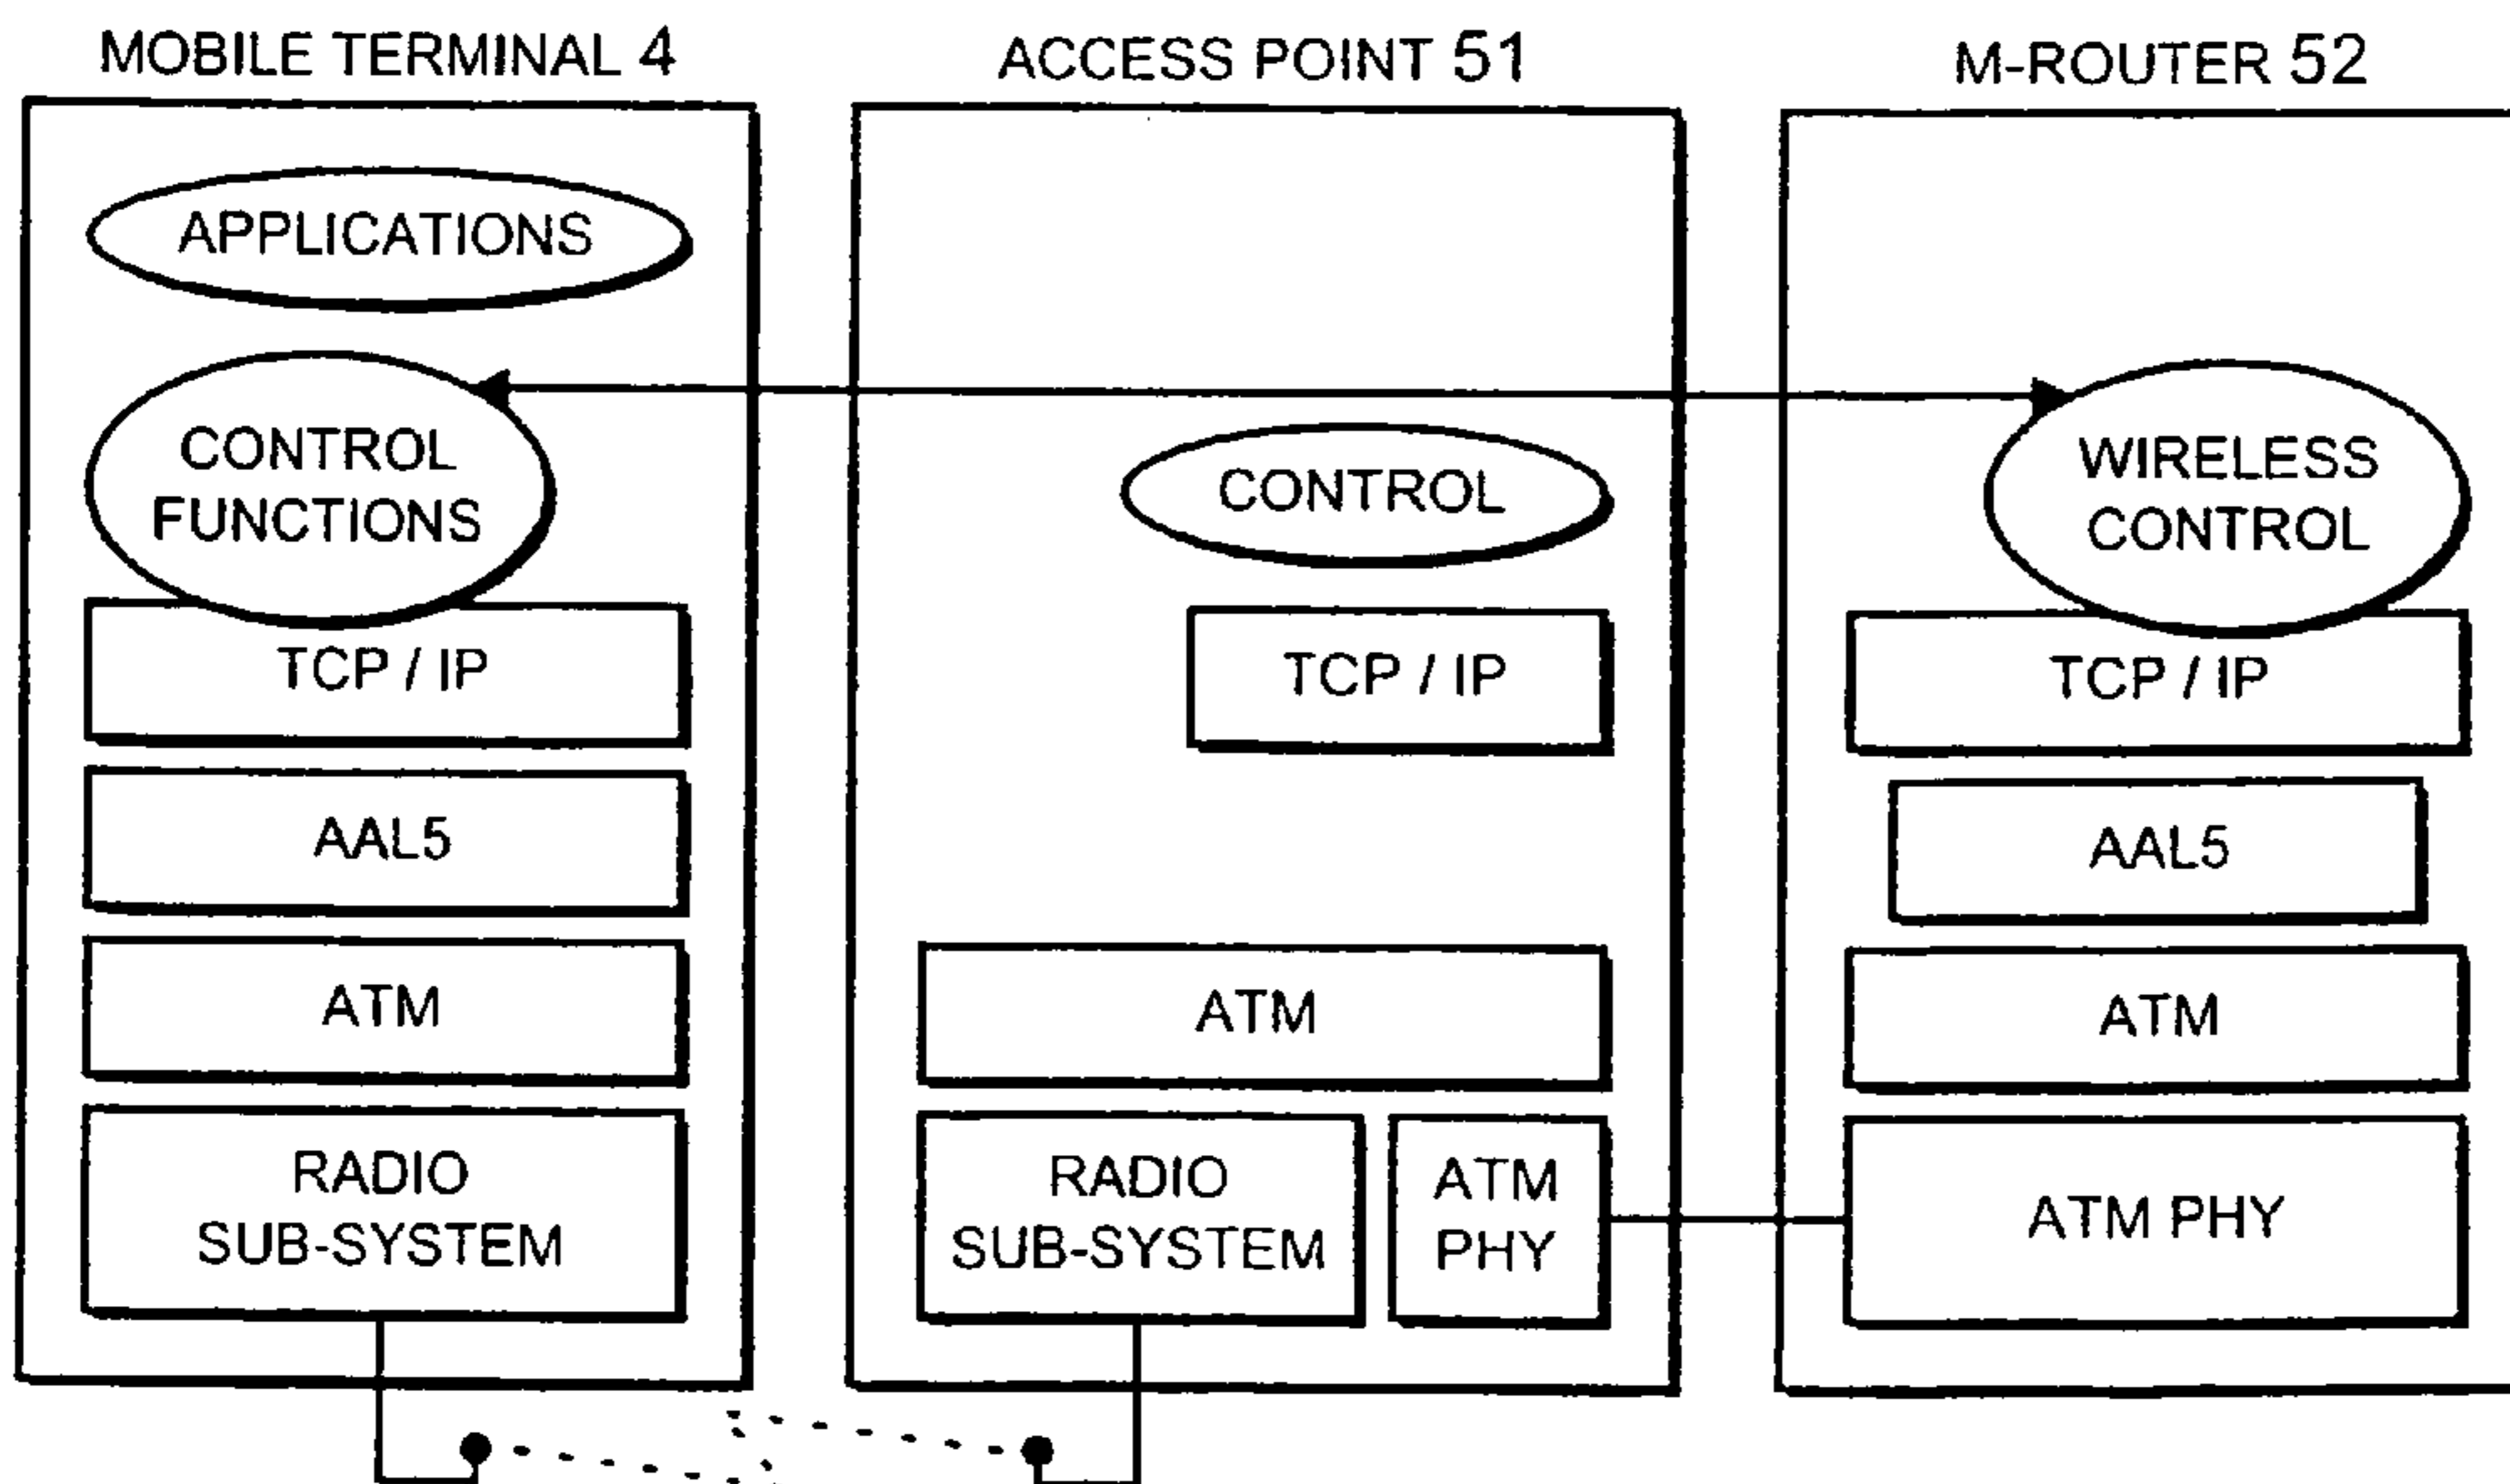 MOBILE TERMINAL 4
APPLICATIONS
CONTROL
FUNCTIONS
TCP / IP
AAL5
ATM
RADIO
SUB-SYSTEM
ACCESS POINT 51
CONTROL
TCP / IP
ATM
RADIO
SUB-SYSTEM
ATM
PHY
M-ROUTER 52
WIRELESS
CONTROL
TCP / IP
AAL5
ATM
ATM PHY